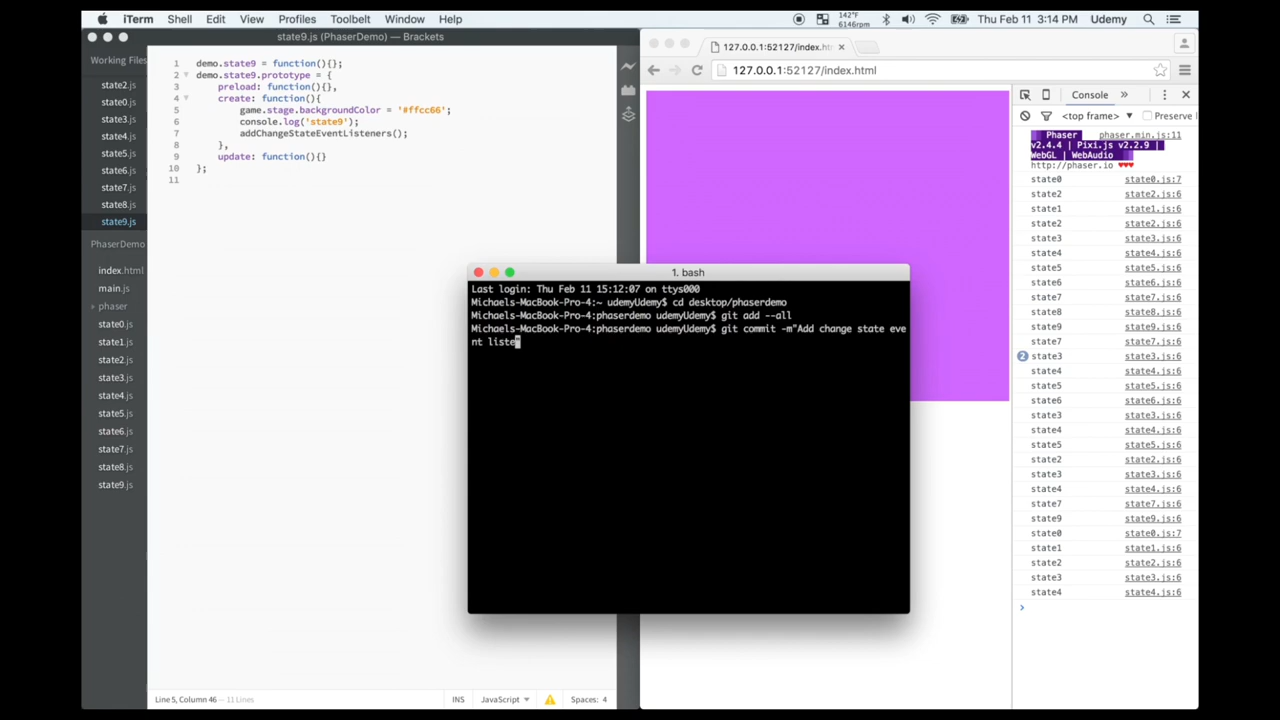 iTerm Shell Edit View Profiles Toolbelt Window Help
142°F
6146rpm
Thu Feb 11 3:14 PM Udemy
state9.js (PhaserDemo) — Brackets
Working Files
state2.js
state0.js
state3.js
state4.js
state5.js
state6.js
state7.js
state8.js
state9.js
PhaserDemo
index.html
main.js
phaser
state0.js
state1.js
state2.js
state3.js
state4.js
state5.js
state6.js
state7.js
state8.js
state9.js
1 demo.state9 = function(){};
2 demo.state9.prototype = {
3 preload: function(){},
4 create: function(){
5 game.stage.backgroundColor = '#ffcc66';
6 console.log('state9');
7 addChangeStateEventListeners();
8 },
9 update: function(){}
10 };
11
Line 5, Column 46 — 11 Lines
INS JavaScript Spaces: 4
1. bash
Last login: Thu Feb 11 15:12:07 on ttys000
Michaels-MacBook-Pro-4:~ udemyUdemy$ cd desktop/phaserdemo
Michaels-MacBook-Pro-4:phaserdemo udemyUdemy$ git add --all
Michaels-MacBook-Pro-4:phaserdemo udemyUdemy$ git commit -m"Add change state eve
nt liste"
127.0.0.1:52127/index.htm
127.0.0.1:52127/index.html
Console »
<top frame> Preserve
Phaser phaser.min.js:11
v2.4.4 | Pixi.js v2.2.9 |
WebGL | WebAudio
http://phaser.io ♥♥♥
state0 state0.js:7
state2 state2.js:6
state1 state1.js:6
state2 state2.js:6
state3 state3.js:6
state4 state4.js:6
state5 state5.js:6
state6 state6.js:6
state7 state7.js:6
state8 state8.js:6
state9 state9.js:6
2 state3 state3.js:6
state4 state4.js:6
state5 state5.js:6
state6 state6.js:6
state3 state3.js:6
state4 state4.js:6
state5 state5.js:6
state2 state2.js:6
state3 state3.js:6
state4 state4.js:6
state7 state7.js:6
state9 state9.js:6
state0 state0.js:7
state1 state1.js:6
state2 state2.js:6
state3 state3.js:6
state4 state4.js:6
>